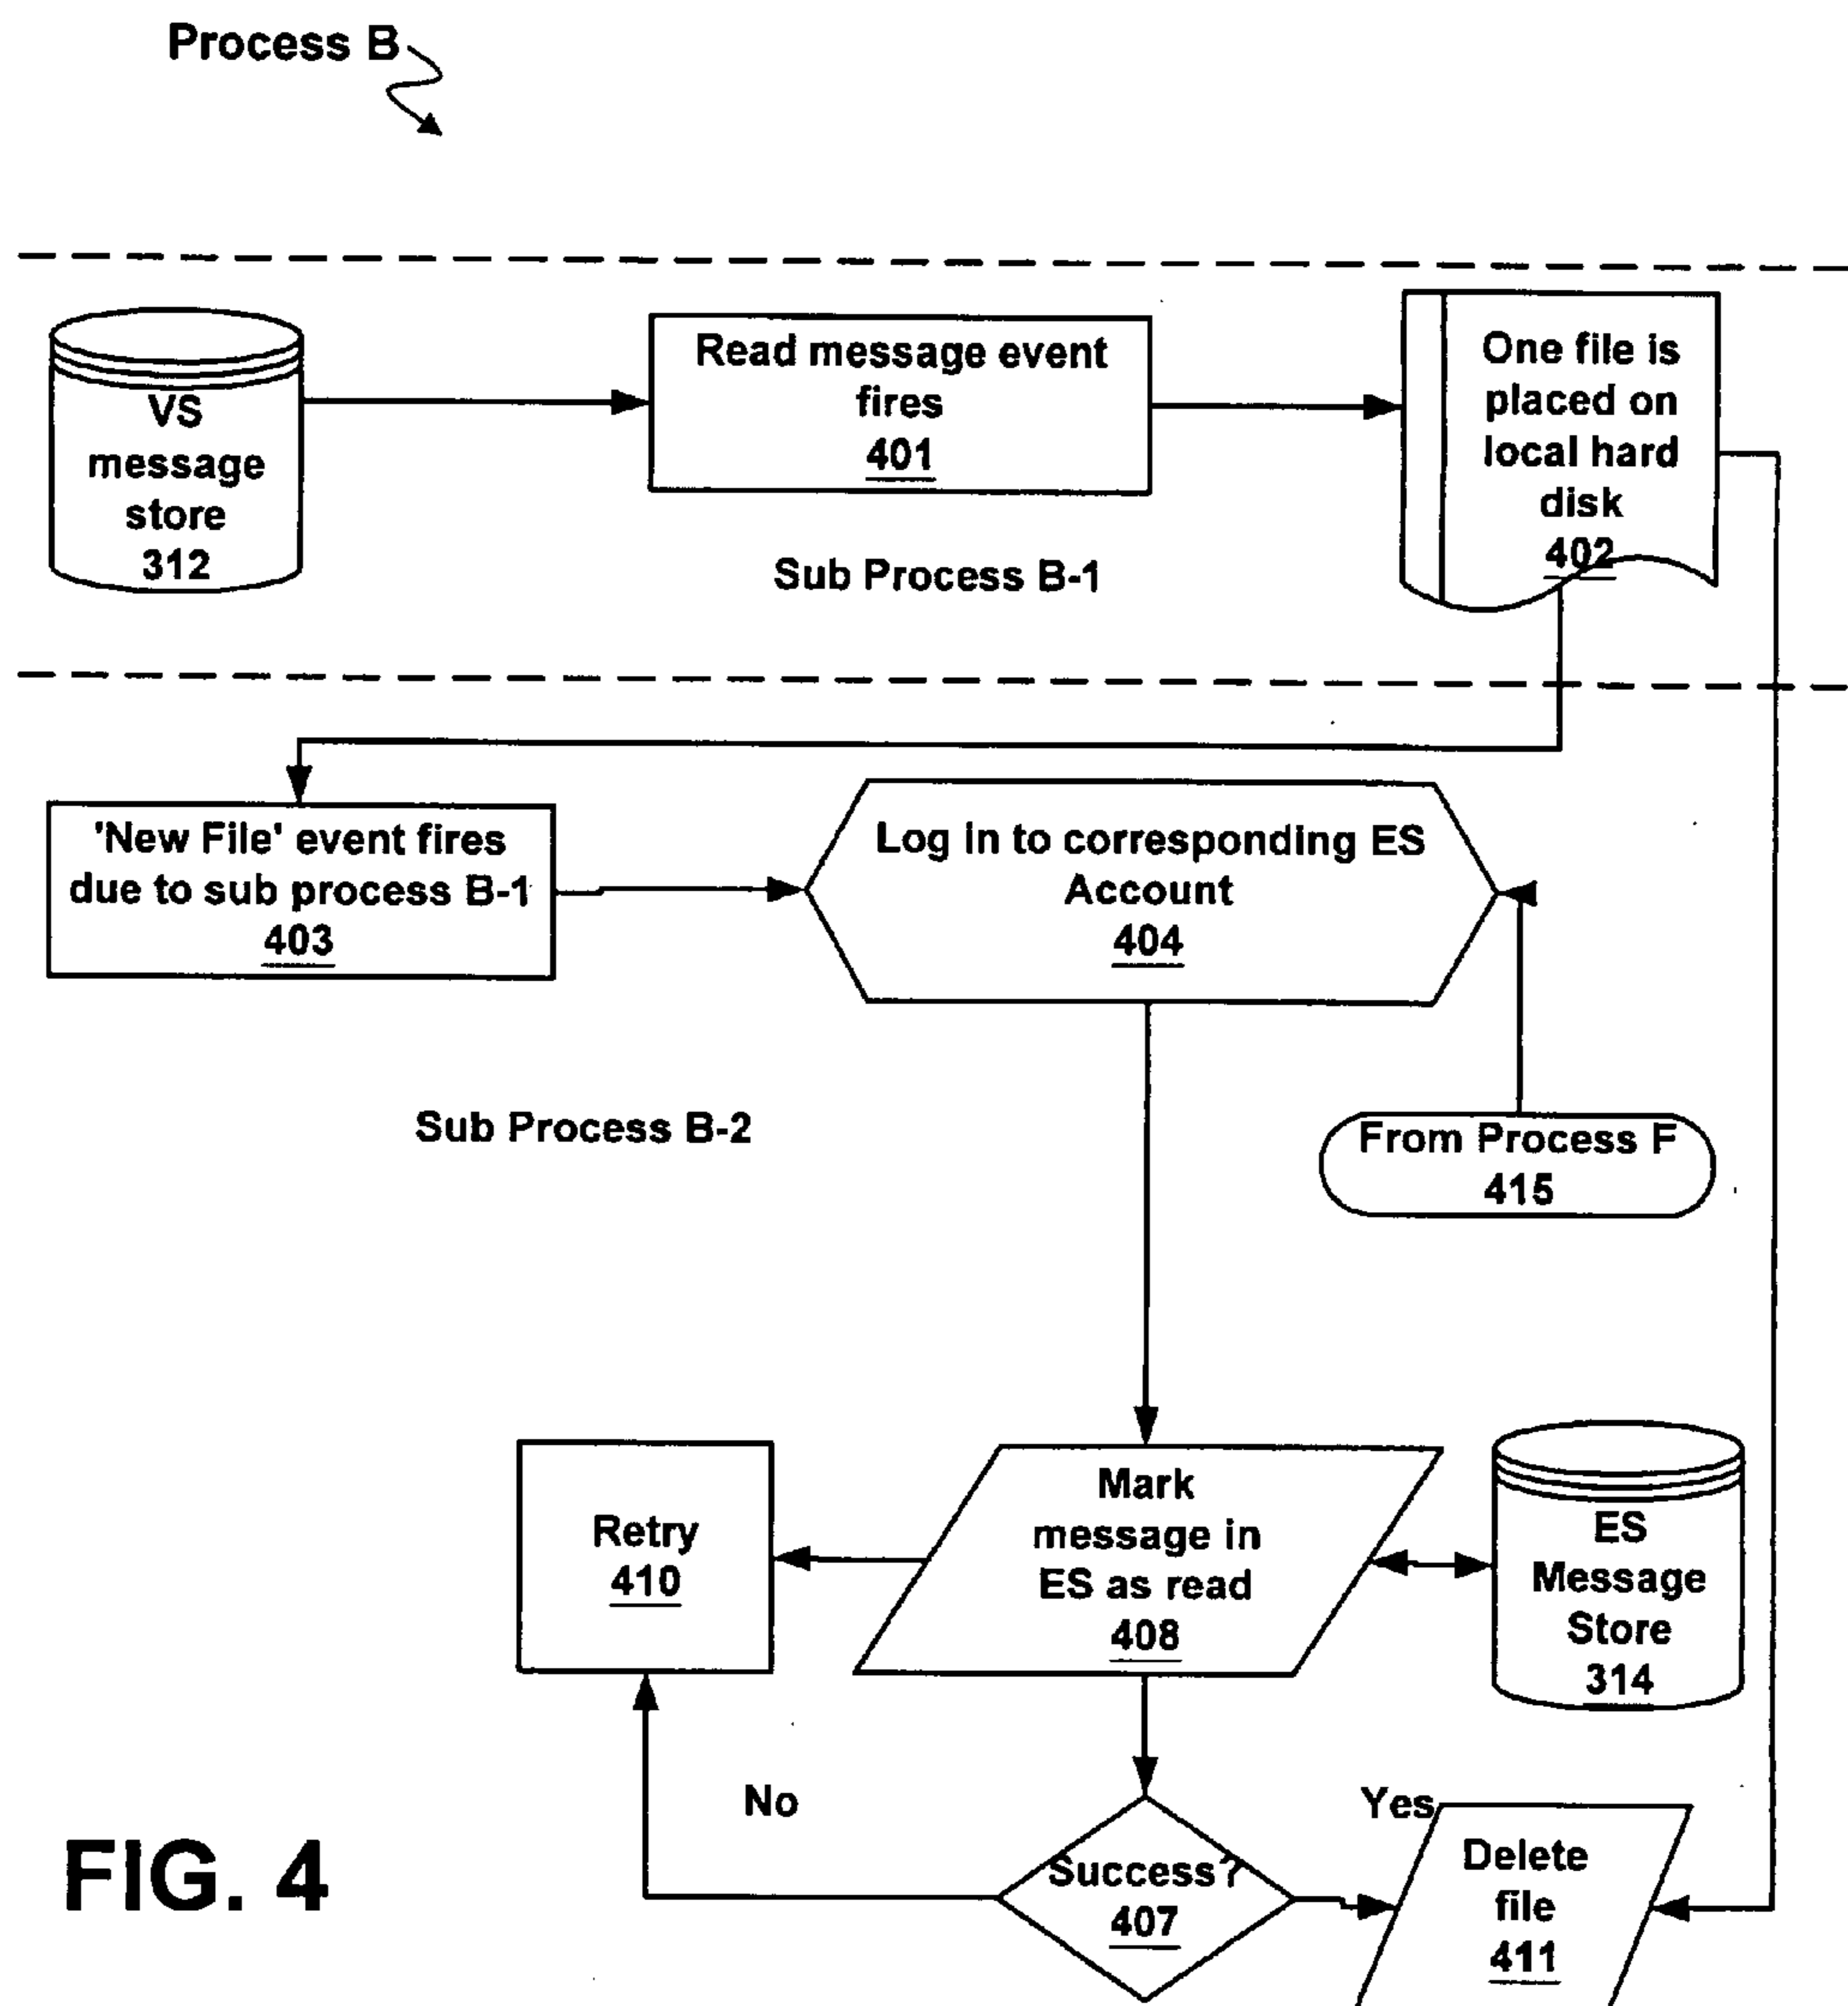 Process B
VS
message
store
312
Read message event
fires
401
One file is
placed on
local hard
disk
402
Sub Process B-1
'New File' event fires
due to sub process B-1
403
Log in to corresponding ES
Account
404
Sub Process B-2
From Process F
415
Retry
410
Mark
message in
ES as read
408
ES
Message
Store
314
No
Yes
Success?
407
Delete
file
411
FIG. 4